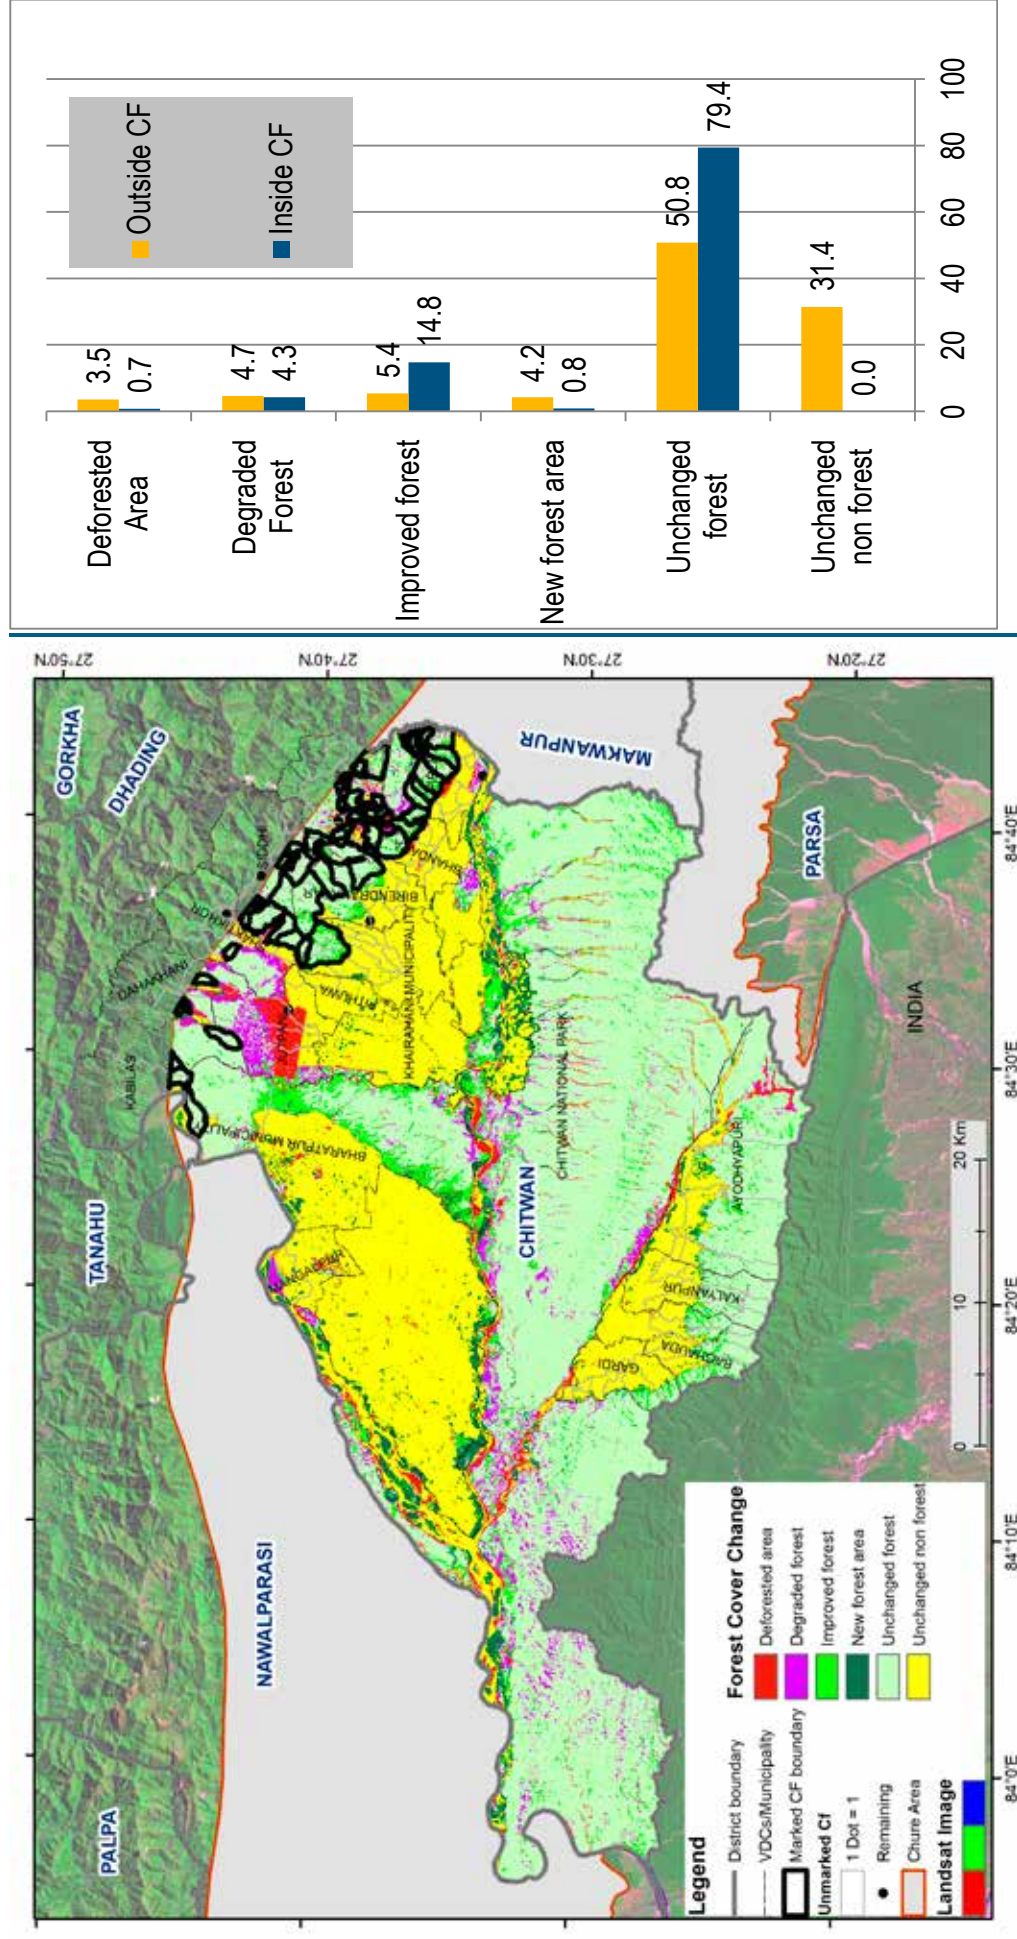 PALPA
NAWALPARASI
TANAHU
GORKHA
DHADING
MAKWANPUR
PARSA
INDIA
CHITWAN
CHITWAN NATIONAL PARK
KABILAS
DAHAKHANI
BHARATPUR MUNICIPALI
MANGALPUR
KHAIRAHANI MUNICIPALITY
PITHUWA
AYODHYAPUR
KALYANPUR
BAGHAUDA
GARDI
27°50'N
27°40'N
27°30'N
27°20'N
84°0'E
84°10'E
84°20'E
84°30'E
84°40'E
0
10
20 Km
Legend
District boundary
VDCs/Municipality
Marked CF boundary
Unmarked Cf
1 Dot = 1
Remaining
Chure Area
Landsat Image
Forest Cover Change
Deforested area
Degraded forest
Improved forest
New forest area
Unchanged forest
Unchanged non forest
Outside CF
Inside CF
3.5
0.7
4.7
4.3
5.4
14.8
4.2
0.8
50.8
79.4
31.4
0.0
Deforested
Area
Degraded
Forest
Improved forest
New forest area
Unchanged
forest
Unchanged
non forest
0
20
40
60
80
100